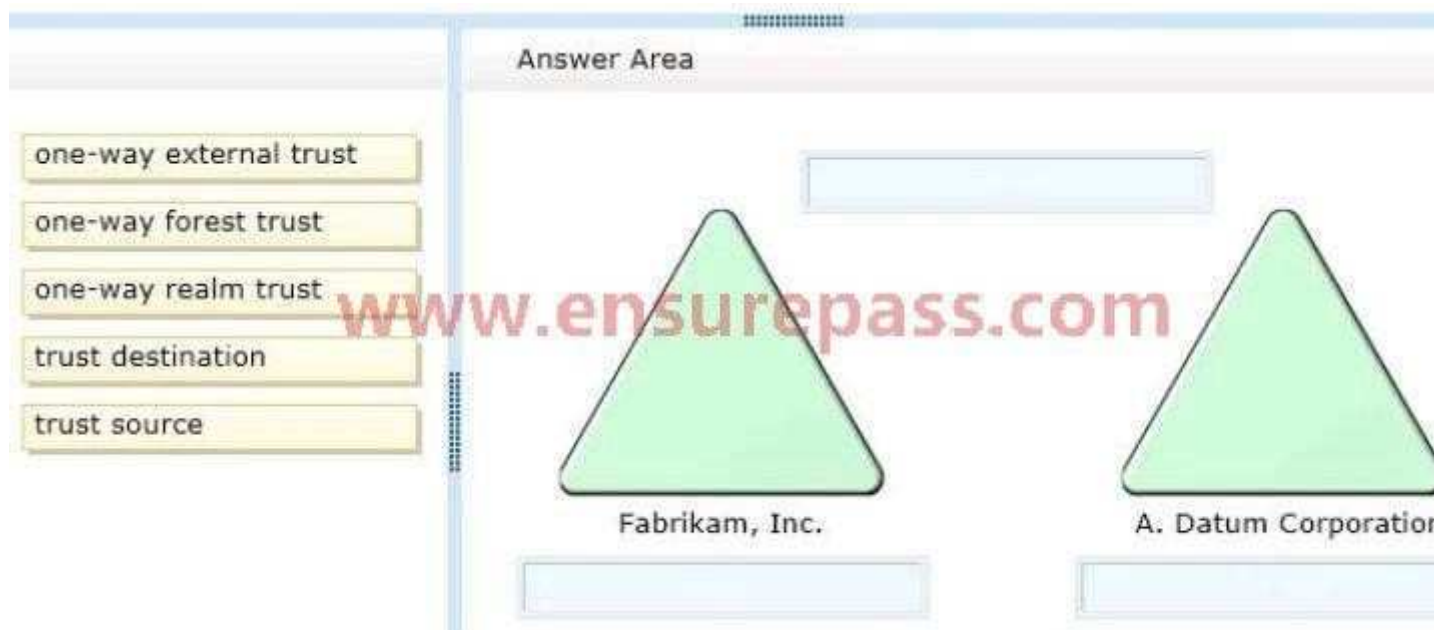 Answer Area
one-way external trust
one-way forest trust
one-way realm trust
trust destination
trust source
www.ensurepass.com
Fabrikam, Inc.
A. Datum Corporation